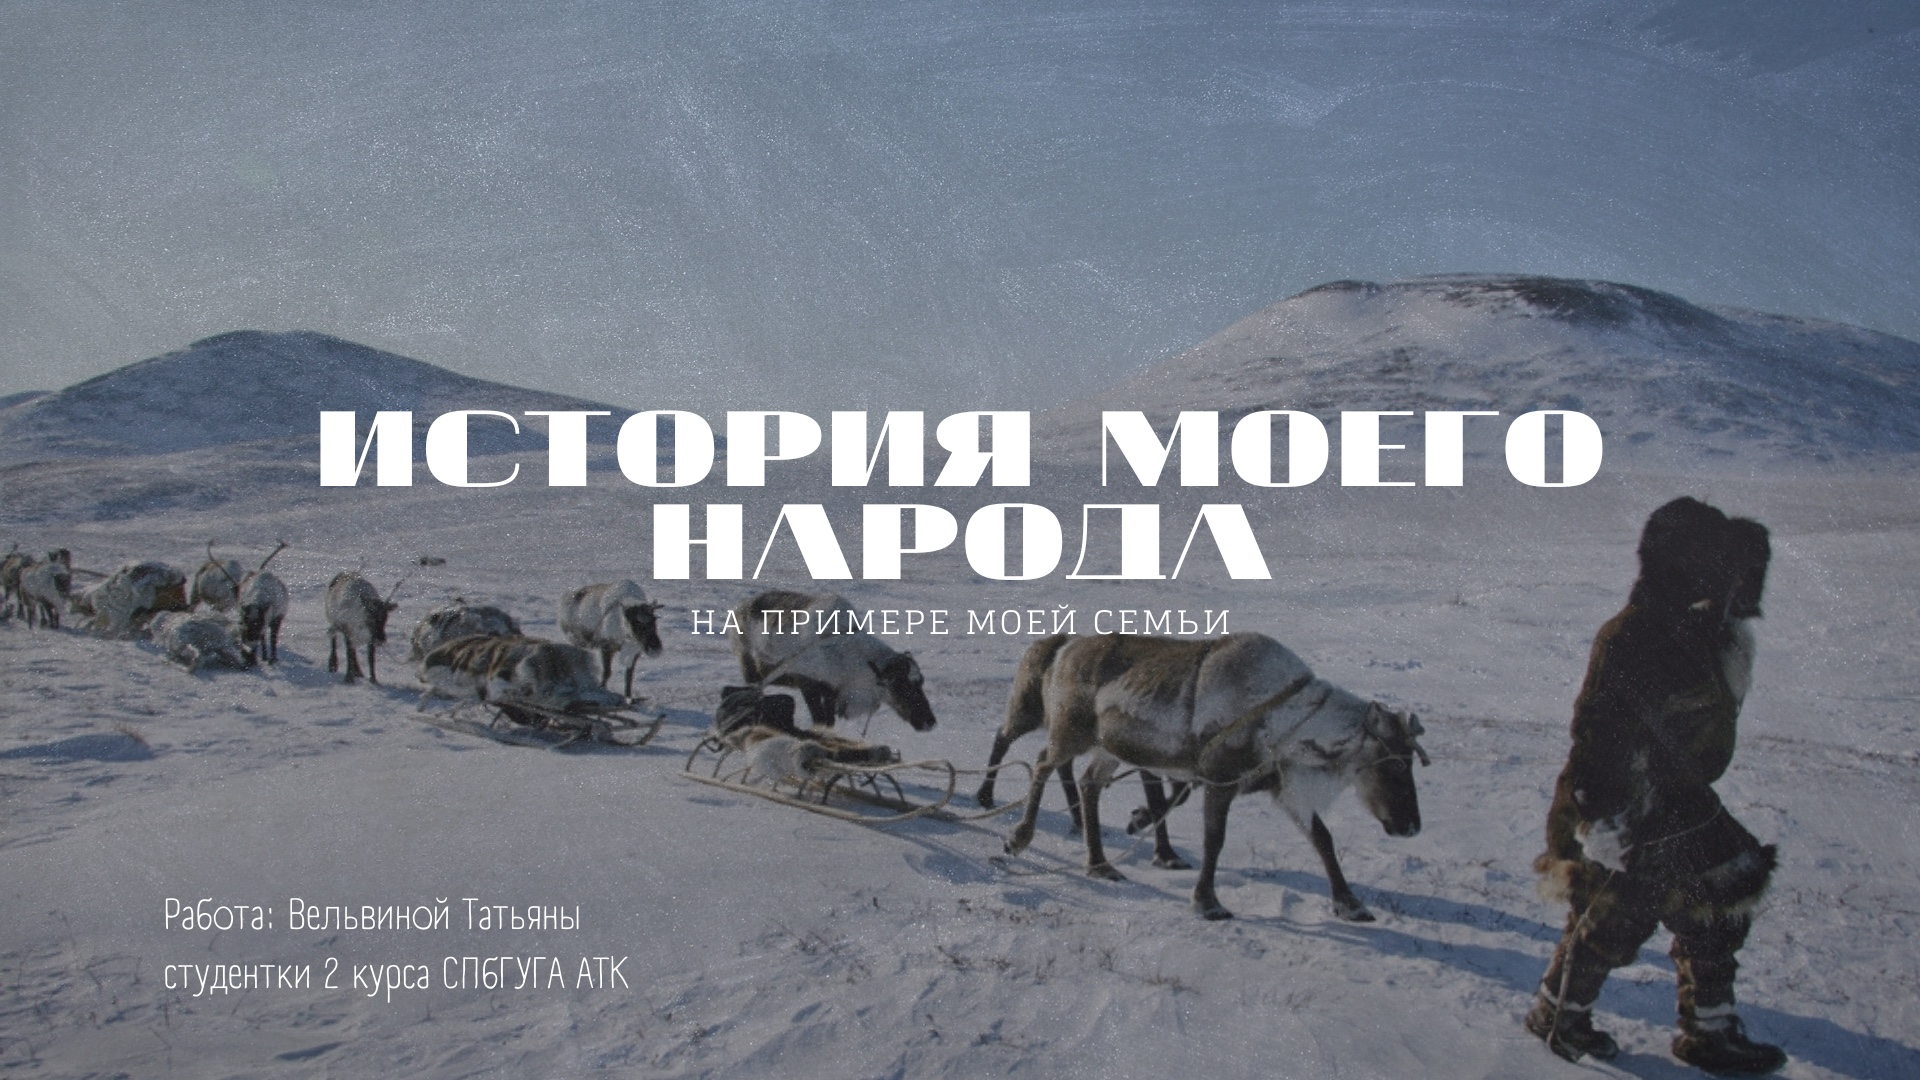 ИСТОРИЯ МОЕГО
НАРОДА
НА ПРИМЕРЕ МОЕЙ СЕМЬИ
Работа: Вельвиной Татьяны
студентки 2 курса СПбГУГА АТК